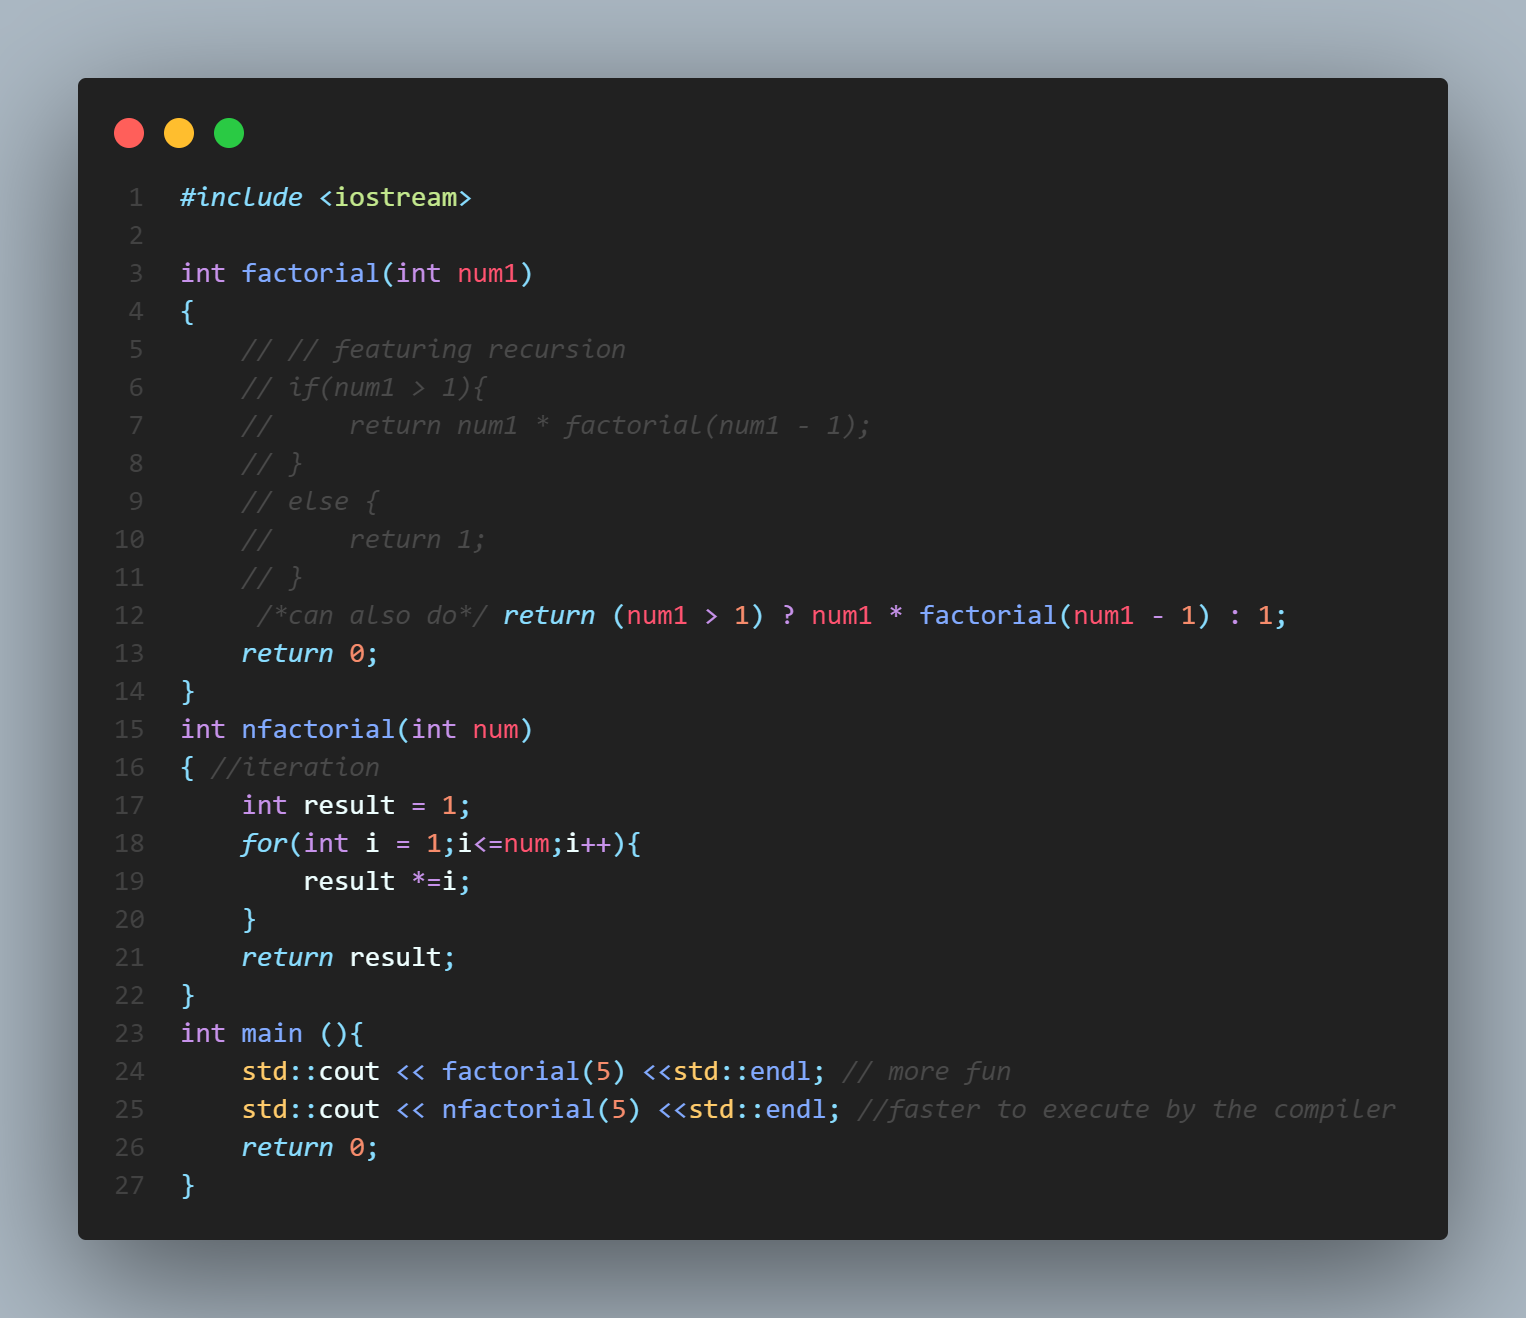 1 #include <iostream>
2
3 int factorial(int num1)
4 {
5     // // featuring recursion
6     // if(num1 > 1){
7     //     return num1 * factorial(num1 - 1);
8     // }
9     // else {
10     //     return 1;
11     // }
12      /*can also do*/ return (num1 > 1) ? num1 * factorial(num1 - 1) : 1;
13     return 0;
14 }
15 int nfactorial(int num)
16 { //iteration
17     int result = 1;
18     for(int i = 1;i<=num;i++){
19         result *=i;
20     }
21     return result;
22 }
23 int main (){
24     std::cout << factorial(5) <<std::endl; // more fun
25     std::cout << nfactorial(5) <<std::endl; //faster to execute by the compiler
26     return 0;
27 }